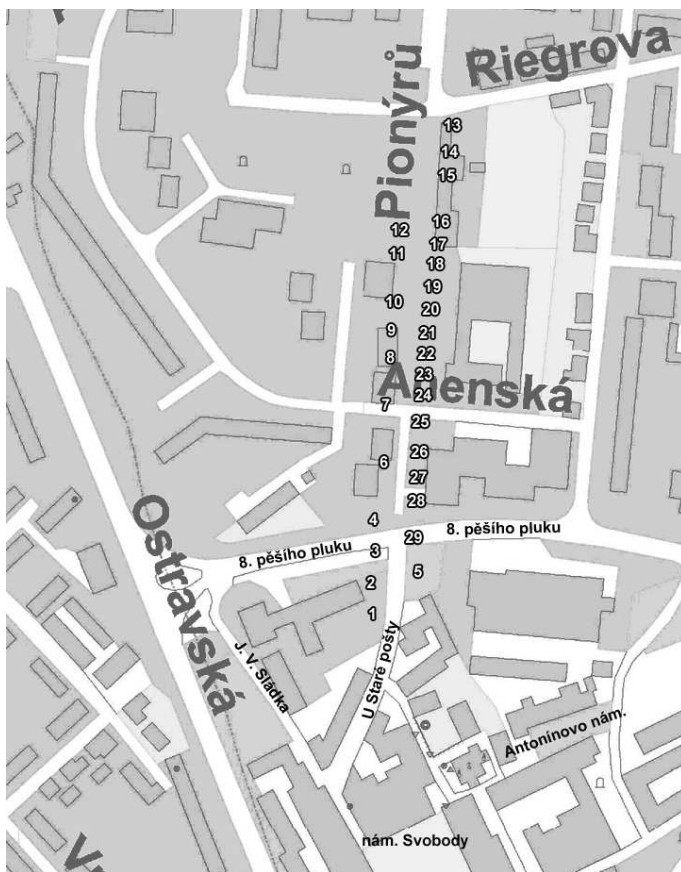 Riegrova
Pionýrů
13
14
15
16
12
17
11
18
19
10
20
9
21
22
8
23
Anenská
24
7
25
26
6
27
28
4
29
8. pěšího pluku
8. pěšího pluku
3
5
2
1
Ostravská
U Staré pošty
J. V. Sládka
Antonínovo nám.
nám. Svobody